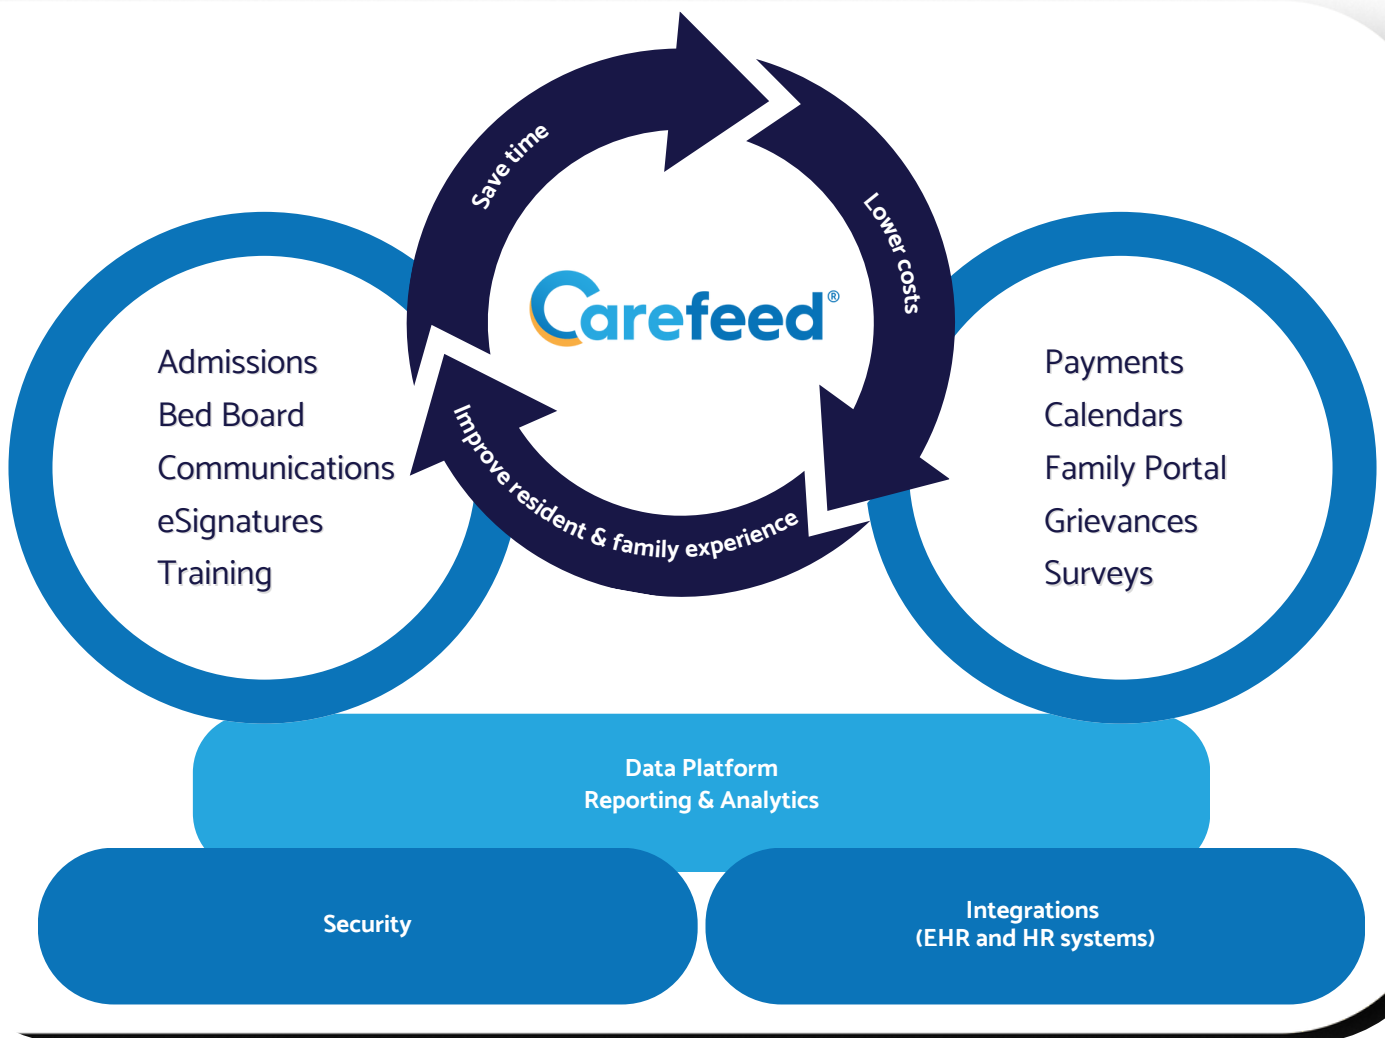 Save time
Lower costs
Carefeed®
Improve resident & family experience
Admissions
Bed Board
Communications
eSignatures
Training
Payments
Calendars
Family Portal
Grievances
Surveys
Data Platform
Reporting & Analytics
Security
Integrations
(EHR and HR systems)